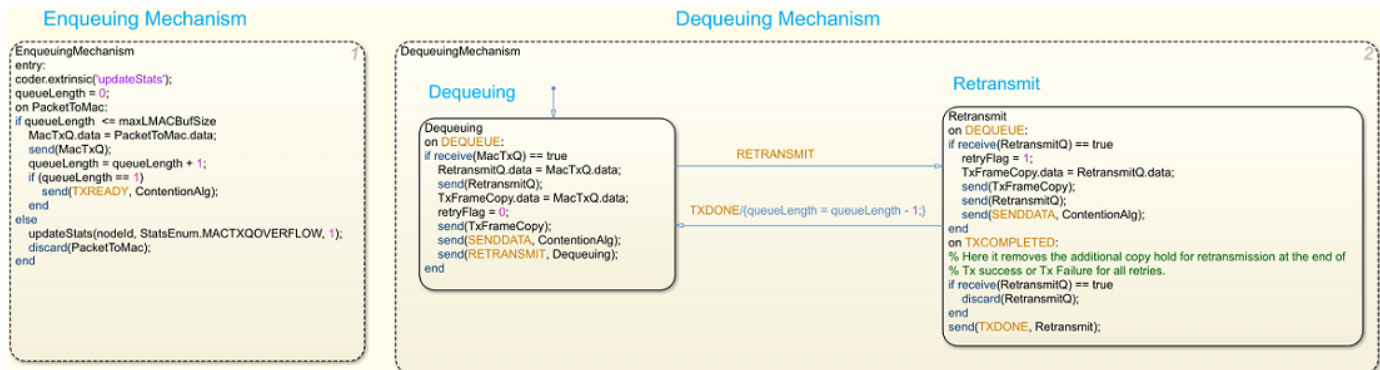 Enqueuing Mechanism
EnqueuingMechanism
1
entry:
coder.extrinsic('updateStats');
queueLength = 0;
on PacketToMac:
if queueLength <= maxLMACBufSize
MacTxQ.data = PacketToMac.data;
send(MacTxQ);
queueLength = queueLength + 1;
if (queueLength == 1)
send(TXREADY, ContentionAlg);
end
else
updateStats(nodeId, StatsEnum.MACTXQOVERFLOW, 1);
discard(PacketToMac);
end
Dequeuing Mechanism
DequeuingMechanism
2
Dequeuing
Dequeuing
on DEQUEUE:
if receive(MacTxQ) == true
RetransmitQ.data = MacTxQ.data;
send(RetransmitQ);
TxFrameCopy.data = MacTxQ.data;
retryFlag = 0;
send(TxFrameCopy);
send(SENDDATA, ContentionAlg);
send(RETRANSMIT, Dequeuing);
end
RETRANSMIT
TXDONE/{queueLength = queueLength - 1;}
Retransmit
Retransmit
on DEQUEUE:
if receive(RetransmitQ) == true
retryFlag = 1;
TxFrameCopy.data = RetransmitQ.data;
send(TxFrameCopy);
send(RetransmitQ);
send(SENDDATA, ContentionAlg);
end
on TXCOMPLETED:
% Here it removes the additional copy hold for retransmission at the end of
% Tx success or Tx Failure for all retries.
if receive(RetransmitQ) == true
discard(RetransmitQ);
end
send(TXDONE, Retransmit);